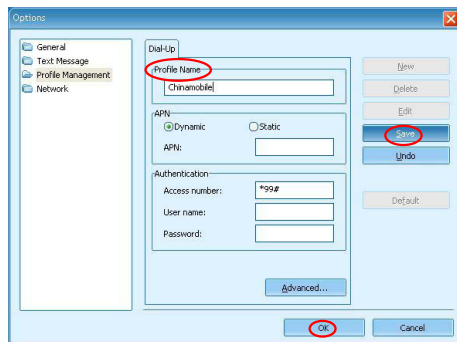 Options
General
Text Message
Profile Management
Network
Dial-Up
Profile Name
Chinamobile
APN
Dynamic Static
APN:
Authentication
Access number: *99#
User name:
Password:
Advanced...
New
Delete
Edit
Save
Undo
Default
OK Cancel